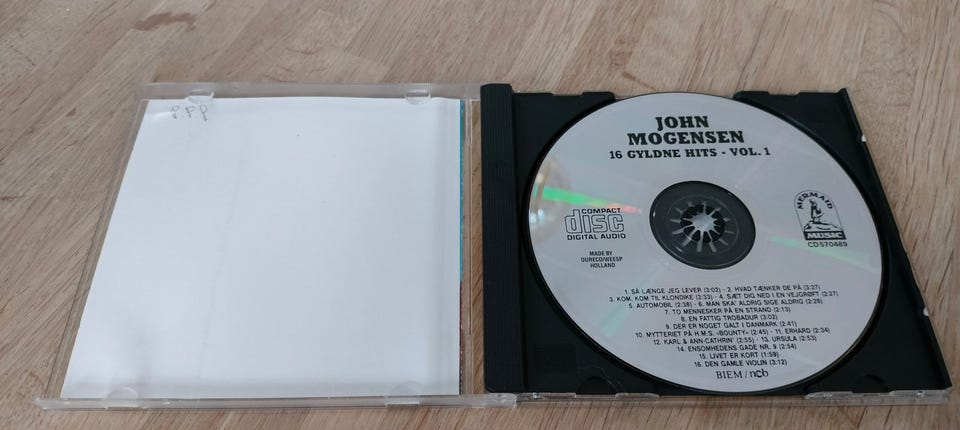 P.PP
JOHN
MOGENSEN
16 GYLDNE HITS - VOL. 1
COMPACT
disc
DIGITAL AUDIO
MERMAID
MUSIC
CD 570489
MADE BY
DURECO/WEESP
HOLLAND
1. SÅ LÆNGE JEG LEVER (3:02) - 2. HVAD TÆNKER DE PÅ (3:27)
3. KOM, KOM TIL KLONDIKE (2:33) - 4. SÆT DIG NED I EN VEJGRØFT (2:27)
5. AUTOMOBIL (2:38) - 6. MAN SKA' ALDRIG SIGE ALDRIG (2:28)
7. TO MENNESKER PÅ EN STRAND (2:13)
8. EN FATTIG TROBADUR (3:02)
9. DER ER NOGET GALT I DANMARK (2:41)
10. MYTTERIET PÅ H.M.S. »BOUNTY« (2:45) - 11. ERHARD (2:34)
12. KARL & ANN-CATHRIN' (2:55) - 13. URSULA (2:53)
14. ENSOMHEDENS GADE NR. 9 (2:54)
15. LIVET ER KORT (1:59)
16. DEN GAMLE VIOLIN (3:12)
BIEM / ncb